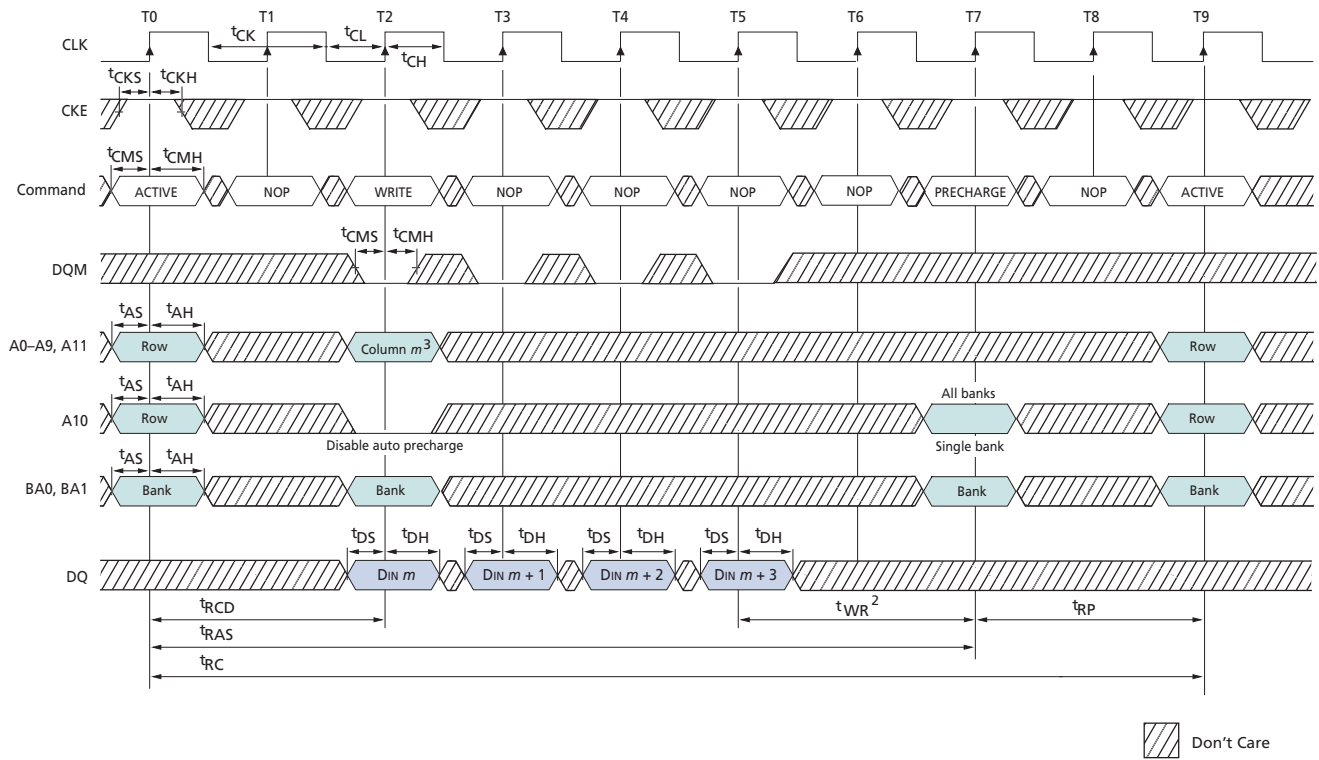 T0 T1 T2 T3 T4 T5 T6 T7 T8 T9
CLK tCK tCL tCH
tCKS tCKH
CKE
tCMS tCMH
Command ACTIVE NOP WRITE NOP NOP NOP NOP PRECHARGE NOP ACTIVE
tCMS tCMH
DQM
tAS tAH
A0–A9, A11 Row Column m3 Row
tAS tAH All banks
A10 Row Row
Disable auto precharge Single bank
tAS tAH
BA0, BA1 Bank Bank Bank Bank
tDS tDH tDS tDH tDS tDH tDS tDH
DQ DIN m DIN m + 1 DIN m + 2 DIN m + 3
tRCD tWR2 tRP
tRAS
tRC
Don't Care